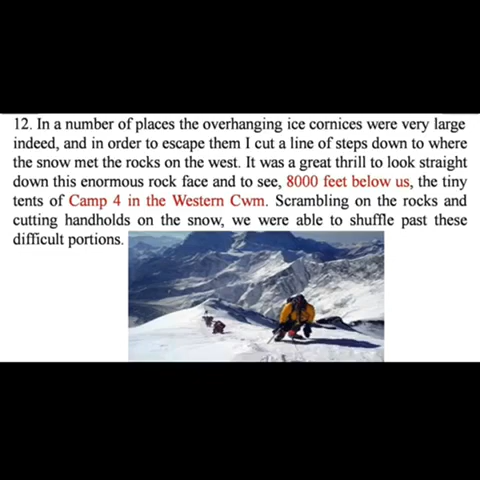 12. In a number of places the overhanging ice cornices were very large
indeed, and in order to escape them I cut a line of steps down to where
the snow met the rocks on the west. It was a great thrill to look straight
down this enormous rock face and to see, 8000 feet below us, the tiny
tents of Camp 4 in the Western Cwm. Scrambling on the rocks and
cutting handholds on the snow, we were able to shuffle past these
difficult portions.